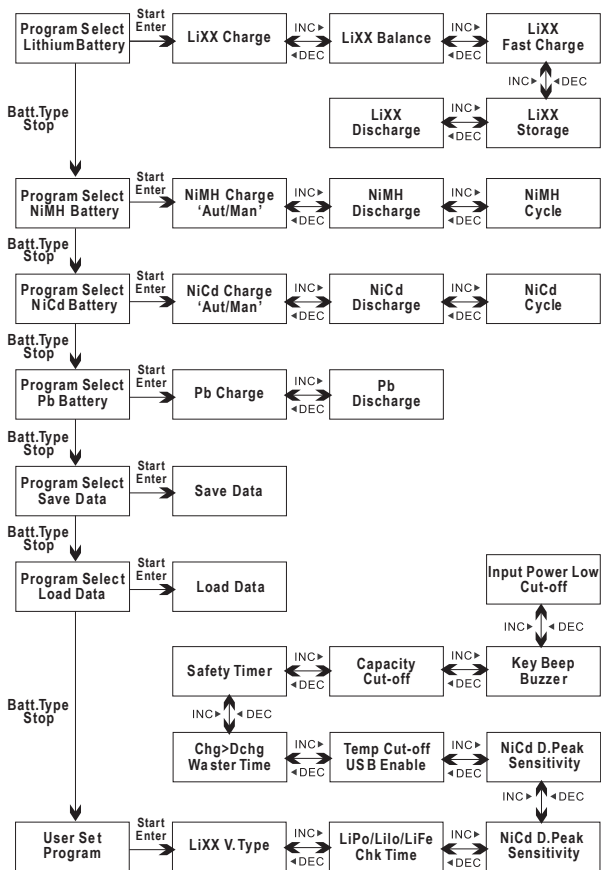 Program Select
Lithium Battery
Start
Enter
LiXX Charge
INC►
◄DEC
LiXX Balance
INC►
◄DEC
LiXX
Fast Charge
INC► ◄DEC
LiXX
Discharge
INC►
◄DEC
LiXX
Storage
Batt.Type
Stop
Program Select
NiMH Battery
Start
Enter
NiMH Charge
‘Aut/Man’
INC►
◄DEC
NiMH
Discharge
INC►
◄DEC
NiMH
Cycle
Batt.Type
Stop
Program Select
NiCd Battery
Start
Enter
NiCd Charge
‘Aut/Man’
INC►
◄DEC
NiCd
Discharge
INC►
◄DEC
NiCd
Cycle
Batt.Type
Stop
Program Select
Pb Battery
Start
Enter
Pb Charge
INC►
◄DEC
Pb
Discharge
Batt.Type
Stop
Program Select
Save Data
Start
Enter
Save Data
Batt.Type
Stop
Program Select
Load Data
Start
Enter
Load Data
Input Power Low
Cut-off
INC► ◄DEC
Safety Timer
INC►
◄DEC
Capacity
Cut-off
INC►
◄DEC
Key Beep
Buzzer
INC► ◄DEC
Batt.Type
Stop
Chg>Dchg
Waster Time
INC►
◄DEC
Temp Cut-off
USB Enable
INC►
◄DEC
NiCd D.Peak
Sensitivity
INC► ◄DEC
User Set
Program
Start
Enter
LiXX V.Type
INC►
◄DEC
LiPo/LiIo/LiFe
Chk Time
INC►
◄DEC
NiCd D.Peak
Sensitivity